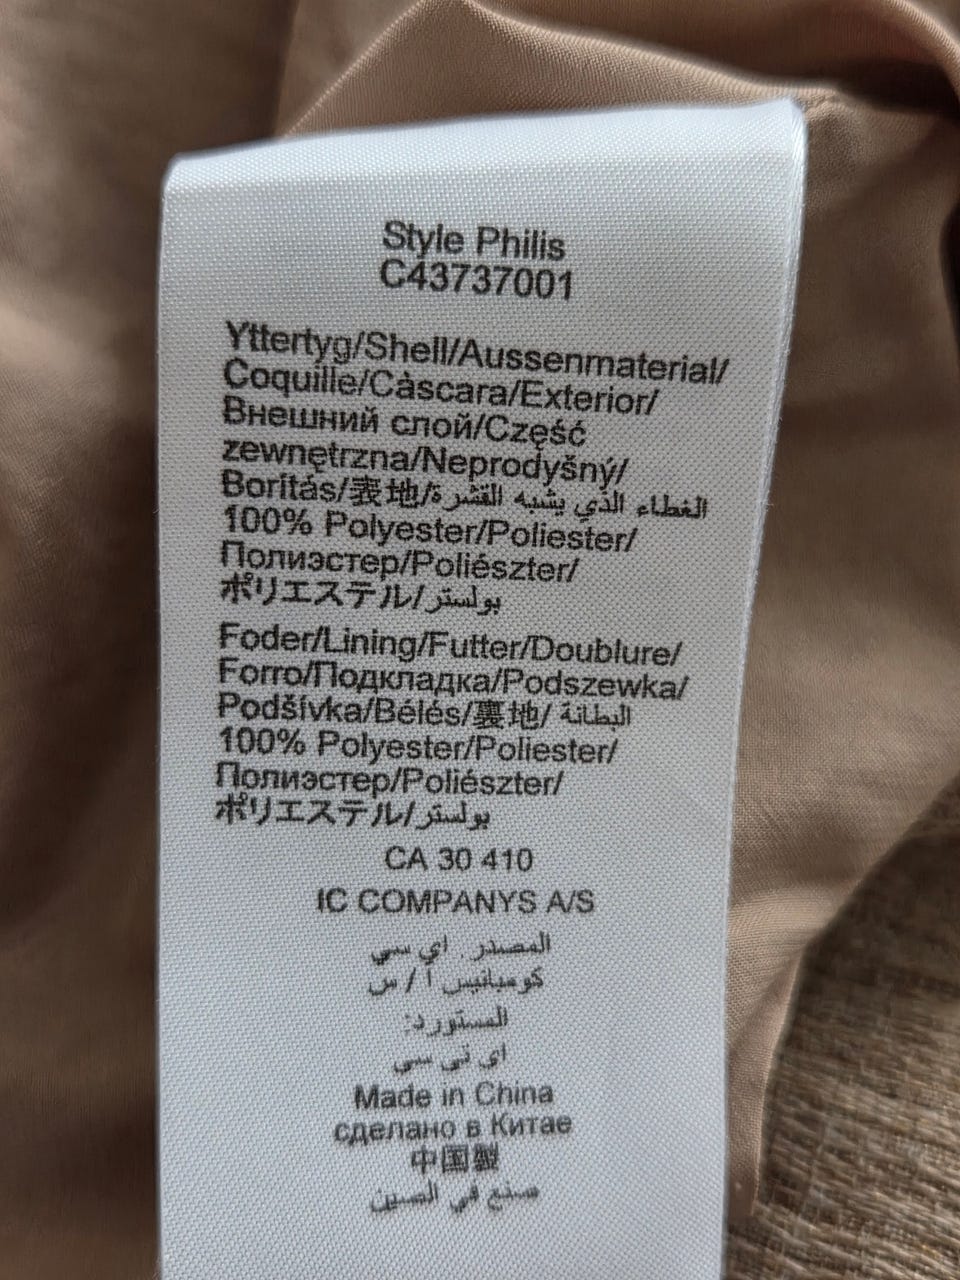 Style Philis
C43737001
Yttertyg/Shell/Aussenmaterial/
Coquille/Càscara/Exterior/
Внешний слой/Część
zewnętrzna/Neprodyšný/
Borítás/表地/الغطاء الذي يشبه القشرة
100% Polyester/Poliester/
Полиэстер/Poliészter/
ポリエステル/بولستر
Foder/Lining/Futter/Doublure/
Forro/Подкладка/Podszewka/
Podšívka/Bélés/裏地/ البطانة
100% Polyester/Poliester/
Полиэстер/Poliészter/
ポリエステル/بولستر
CA 30 410
IC COMPANYS A/S
المصدر. اي سي
كومبانيس أ / س
المستورد:
اي تي سي
Made in China
сделано в Китае
中国製
صنع في الصين